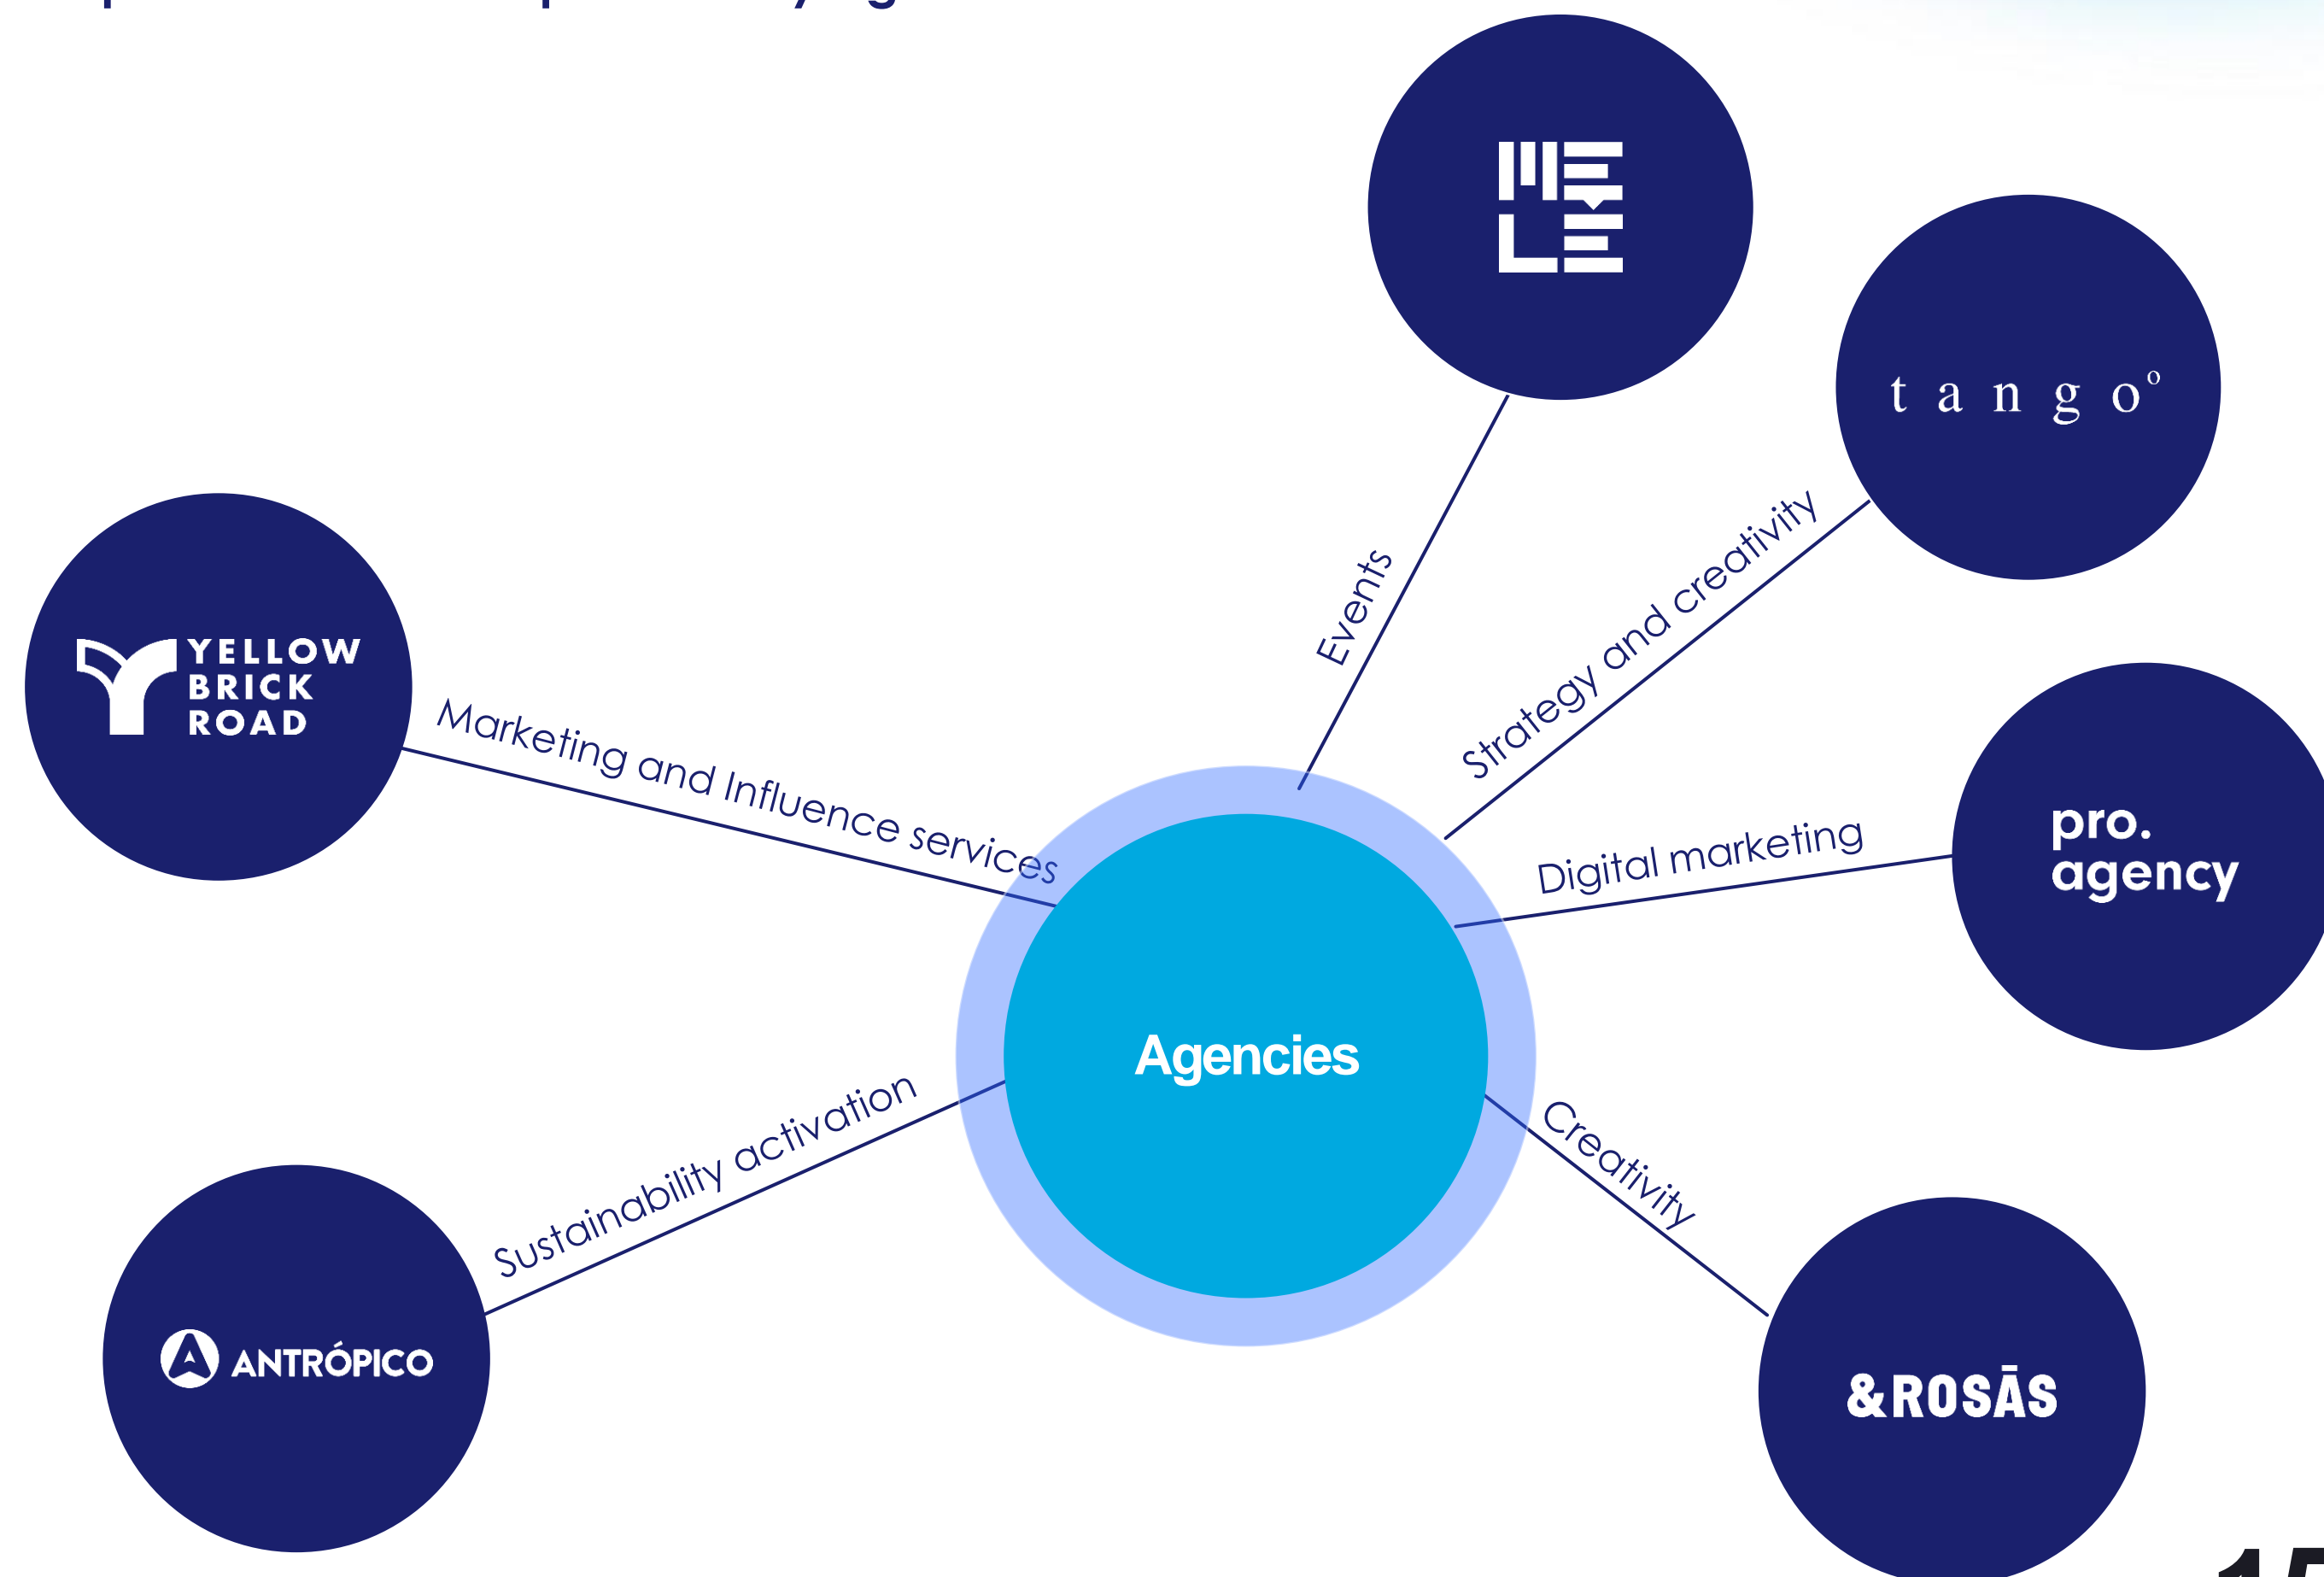 MELE
tango°
Events
Strategy and creativity
YELLOW
BRICK
ROAD
Marketing and Influence services
Digital marketing
pro.
agency
Agencies
Sustainability activation
Creativity
ANTRÓPICO
&ROSĀS